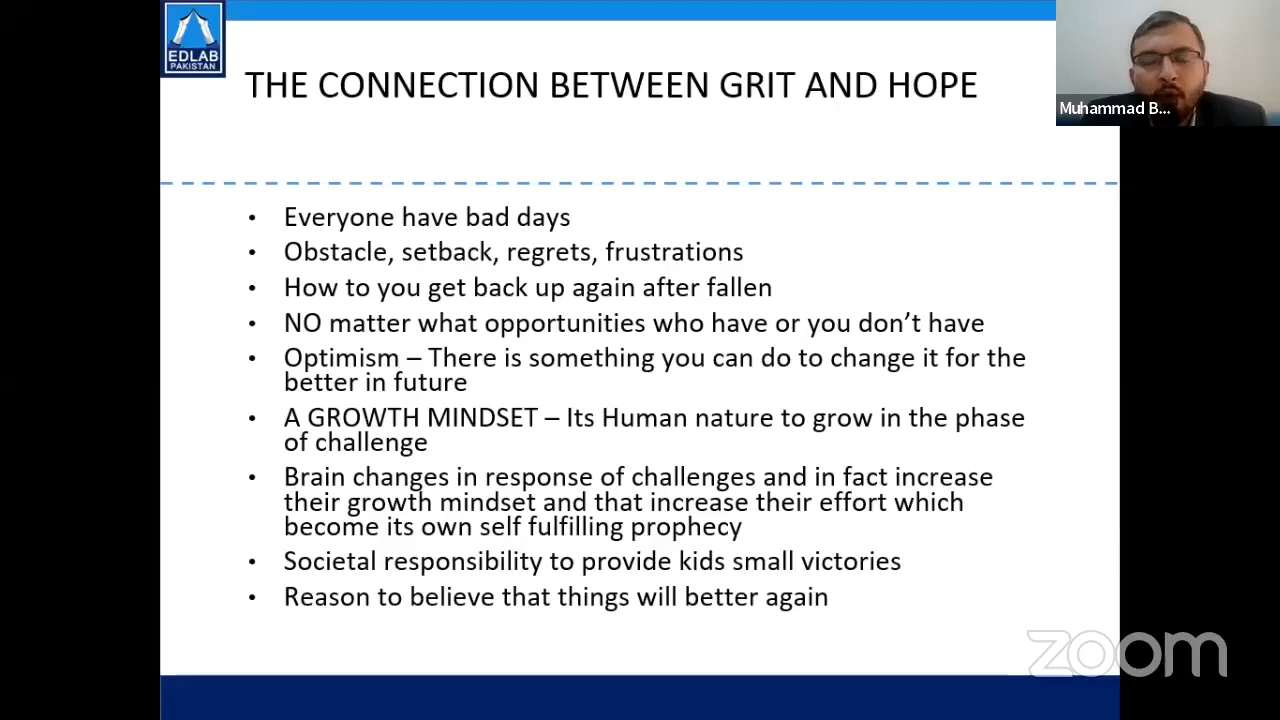 EDLAB
PAKISTAN
THE CONNECTION BETWEEN GRIT AND HOPE
Muhammad B...
• Everyone have bad days
• Obstacle, setback, regrets, frustrations
• How to you get back up again after fallen
• NO matter what opportunities who have or you don’t have
• Optimism – There is something you can do to change it for the
better in future
• A GROWTH MINDSET – Its Human nature to grow in the phase
of challenge
• Brain changes in response of challenges and in fact increase
their growth mindset and that increase their effort which
become its own self fulfilling prophecy
• Societal responsibility to provide kids small victories
• Reason to believe that things will better again
zoom